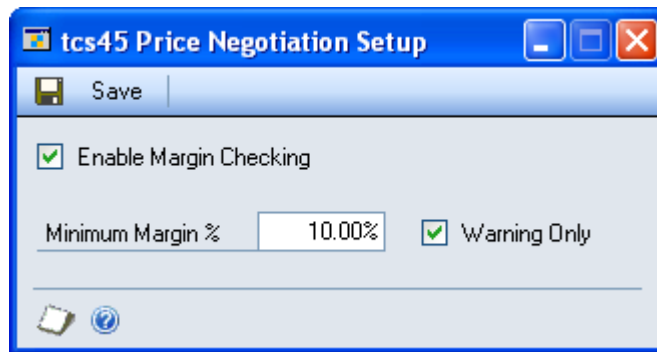 tcs45 Price Negotiation Setup
Save
Enable Margin Checking
Minimum Margin % 10.00% Warning Only